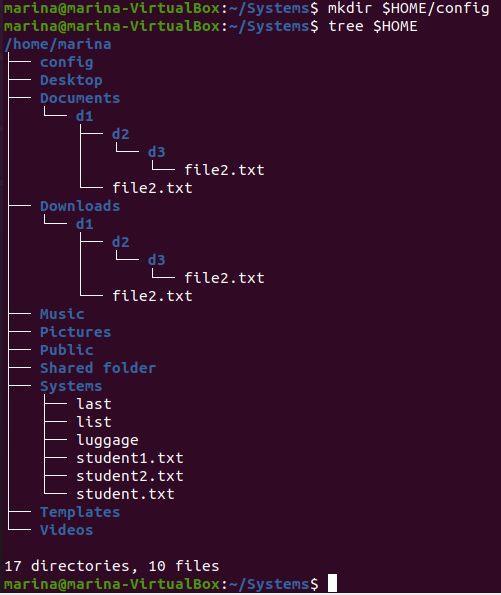 marina@marina-VirtualBox:~/Systems$ mkdir $HOME/config
marina@marina-VirtualBox:~/Systems$ tree $HOME
/home/marina
├── config
├── Desktop
├── Documents
│   └── d1
│       ├── d2
│       │   └── d3
│       │       └── file2.txt
│       └── file2.txt
├── Downloads
│   └── d1
│       ├── d2
│       │   └── d3
│       │       └── file2.txt
│       └── file2.txt
├── Music
├── Pictures
├── Public
├── Shared folder
├── Systems
│   ├── last
│   ├── list
│   ├── luggage
│   ├── student1.txt
│   ├── student2.txt
│   └── student.txt
├── Templates
└── Videos

17 directories, 10 files
marina@marina-VirtualBox:~/Systems$